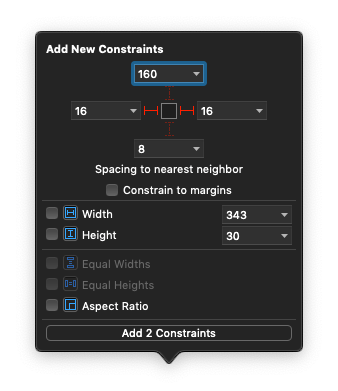 Add New Constraints
160
16 16
8
Spacing to nearest neighbor
Constrain to margins
Width 343
Height 30
Equal Widths
Equal Heights
Aspect Ratio
Add 2 Constraints